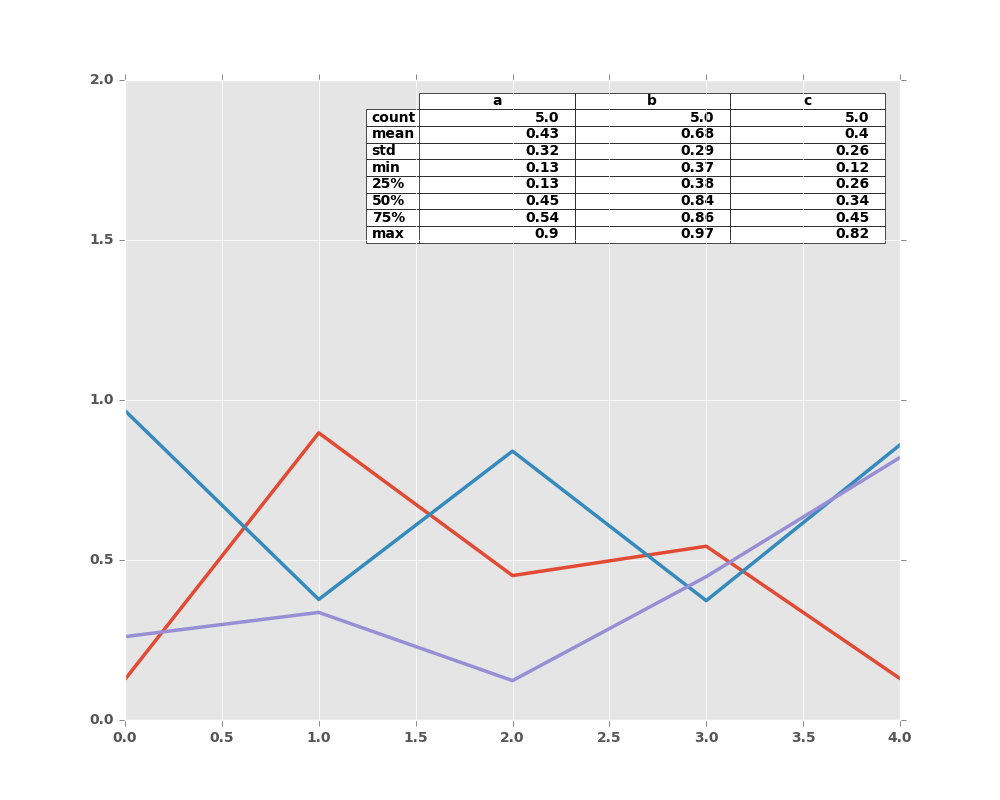 2.0
a b c
count 5.0 5.0 5.0
mean 0.43 0.68 0.4
std 0.32 0.29 0.26
min 0.13 0.37 0.12
25% 0.13 0.38 0.26
50% 0.45 0.84 0.34
75% 0.54 0.86 0.45
max 0.9 0.97 0.82
1.5
1.0
0.5
0.0
0.0 0.5 1.0 1.5 2.0 2.5 3.0 3.5 4.0